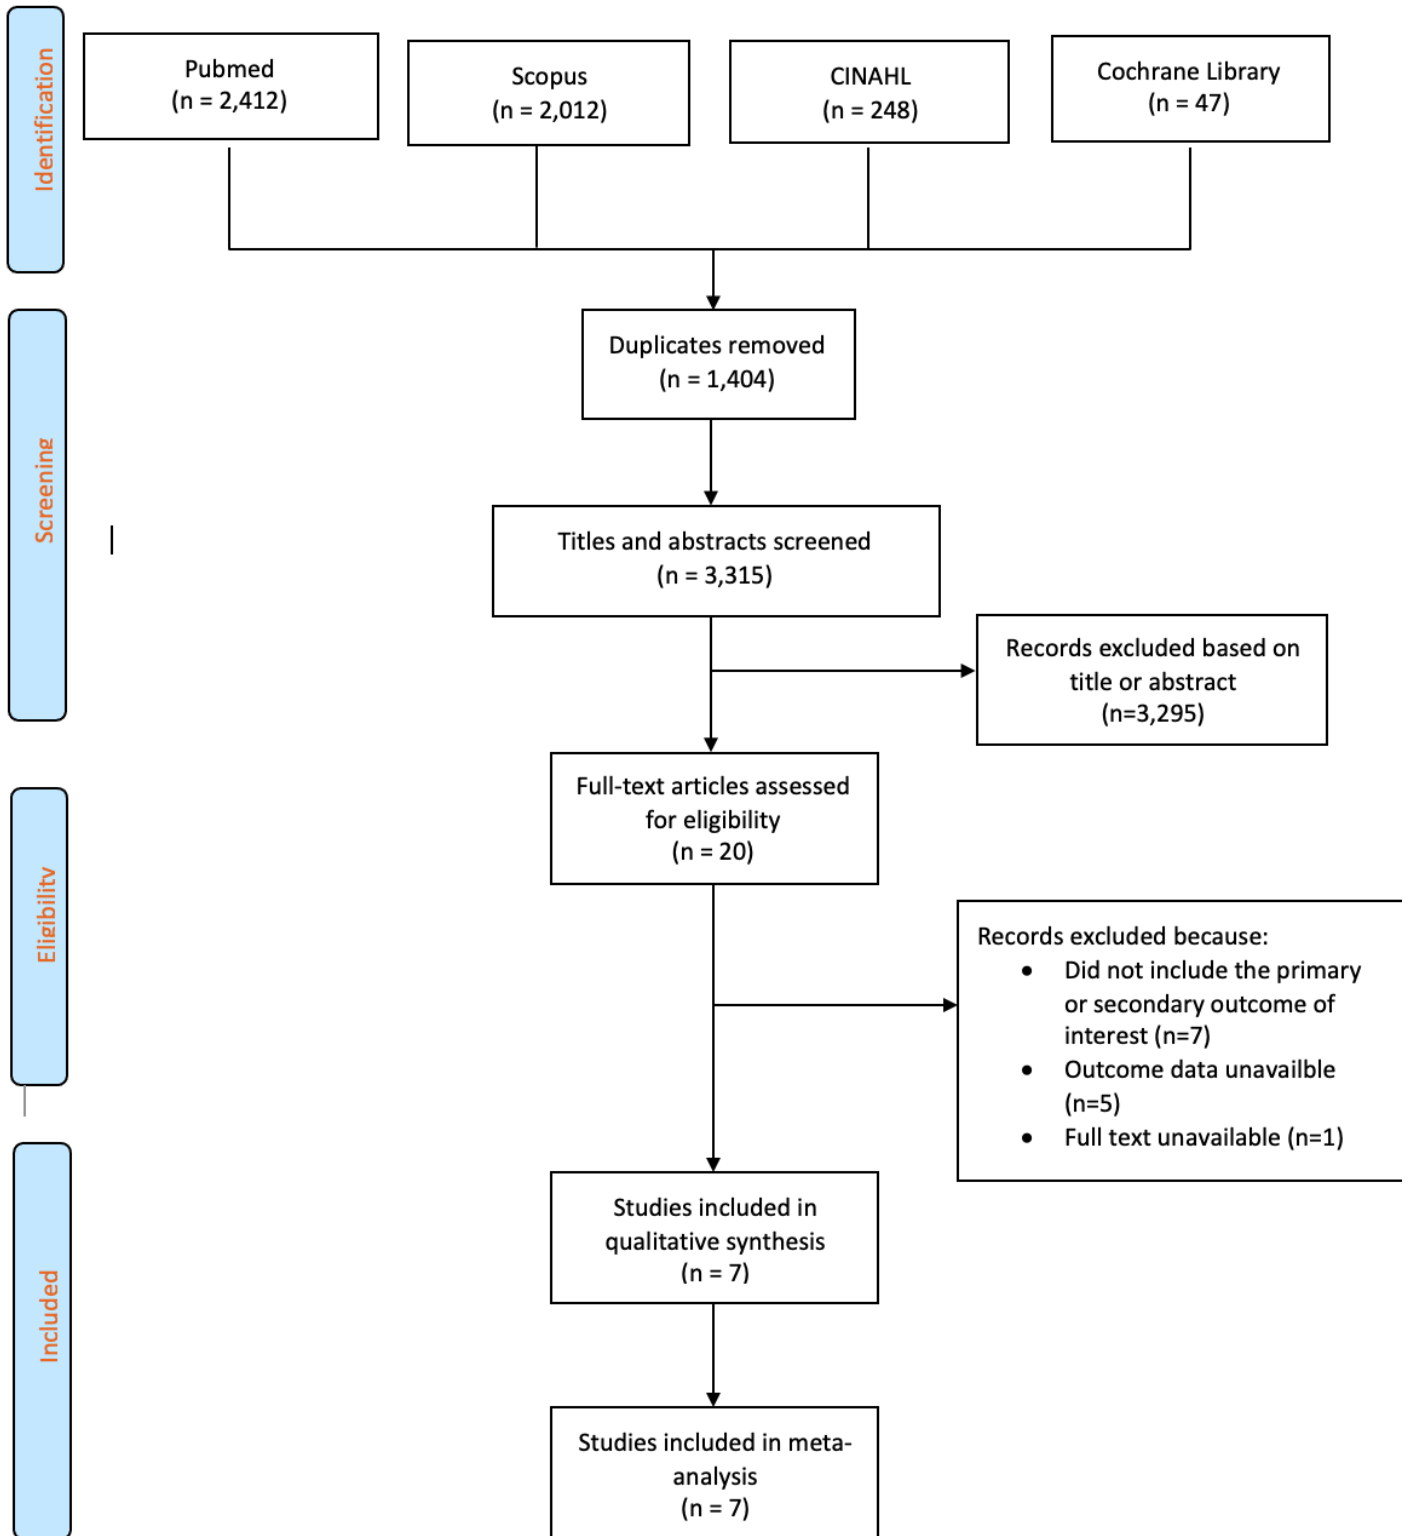 Identification
Pubmed
(n = 2,412)
Scopus
(n = 2,012)
CINAHL
(n = 248)
Cochrane Library
(n = 47)
Screening
Duplicates removed
(n = 1,404)
Titles and abstracts screened
(n = 3,315)
Records excluded based on
title or abstract
(n=3,295)
Eligibility
Full-text articles assessed
for eligibility
(n = 20)
Records excluded because:
• Did not include the primary
or secondary outcome of
interest (n=7)
• Outcome data unavailble
(n=5)
• Full text unavailable (n=1)
Included
Studies included in
qualitative synthesis
(n = 7)
Studies included in meta-
analysis
(n = 7)